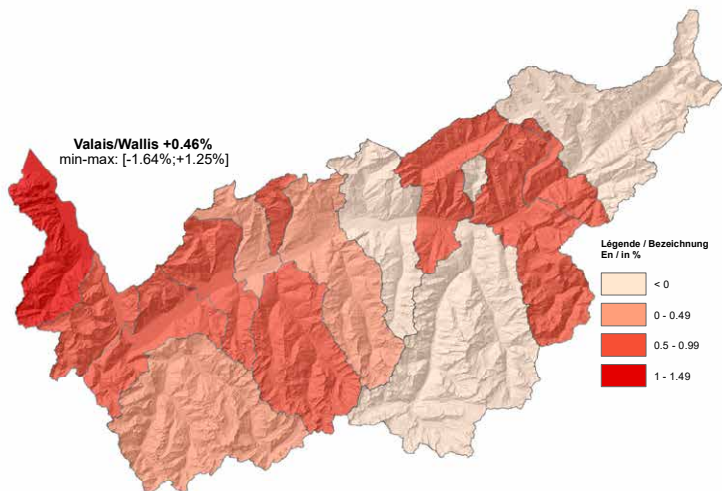 Valais/Wallis +0.46%
min-max: [-1.64%;+1.25%]
Légende / Bezeichnung
En / in %
< 0
0 - 0.49
0.5 - 0.99
1 - 1.49